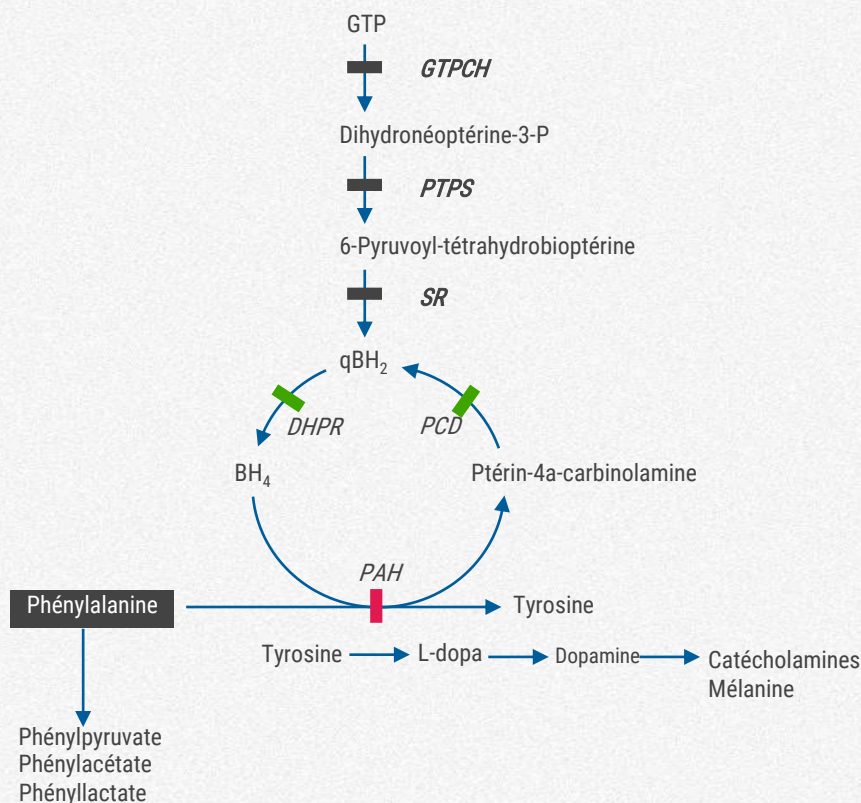 GTP
GTPCH
Dihydronéoptérine-3-P
PTPS
6-Pyruvoyl-tétrahydrobioptérine
SR
qBH₂
DHPR
PCD
BH₄
Ptérin-4a-carbinolamine
PAH
Phénylalanine
Tyrosine
Tyrosine
L-dopa
Dopamine
Catécholamines
Mélanine
Phénylpyruvate
Phénylacétate
Phényllactate